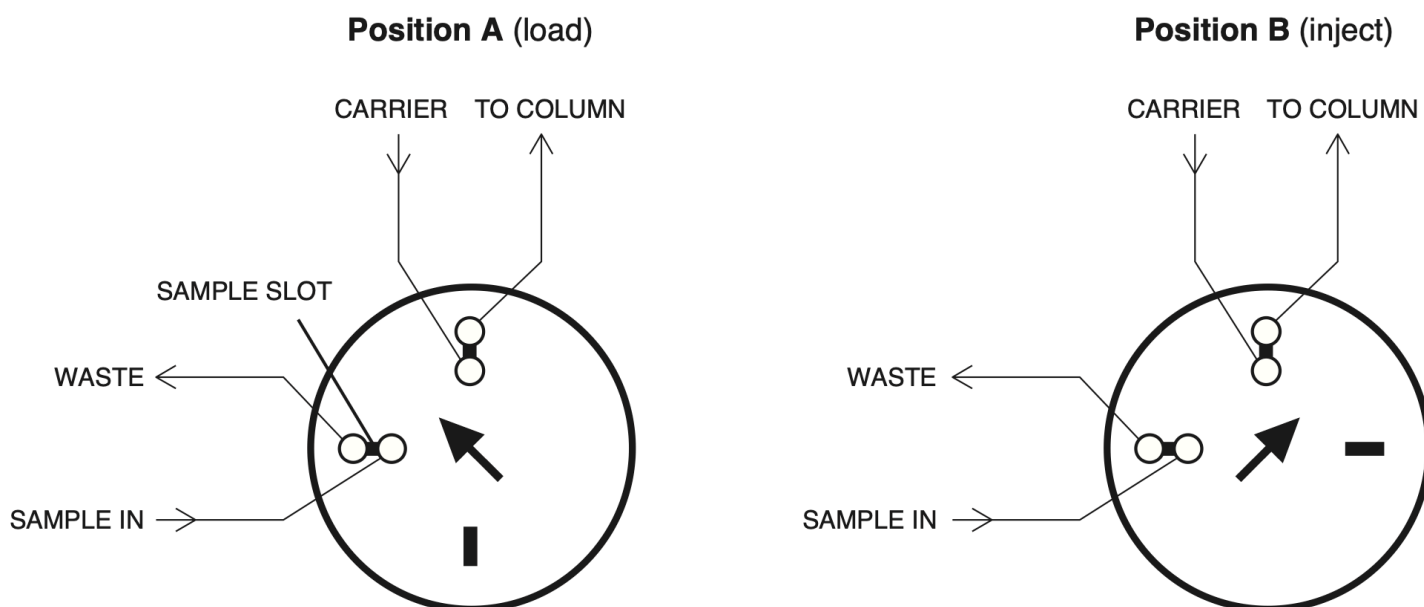 Position A (load)
Position B (inject)
CARRIER TO COLUMN
CARRIER TO COLUMN
SAMPLE SLOT
WASTE
WASTE
SAMPLE IN
SAMPLE IN